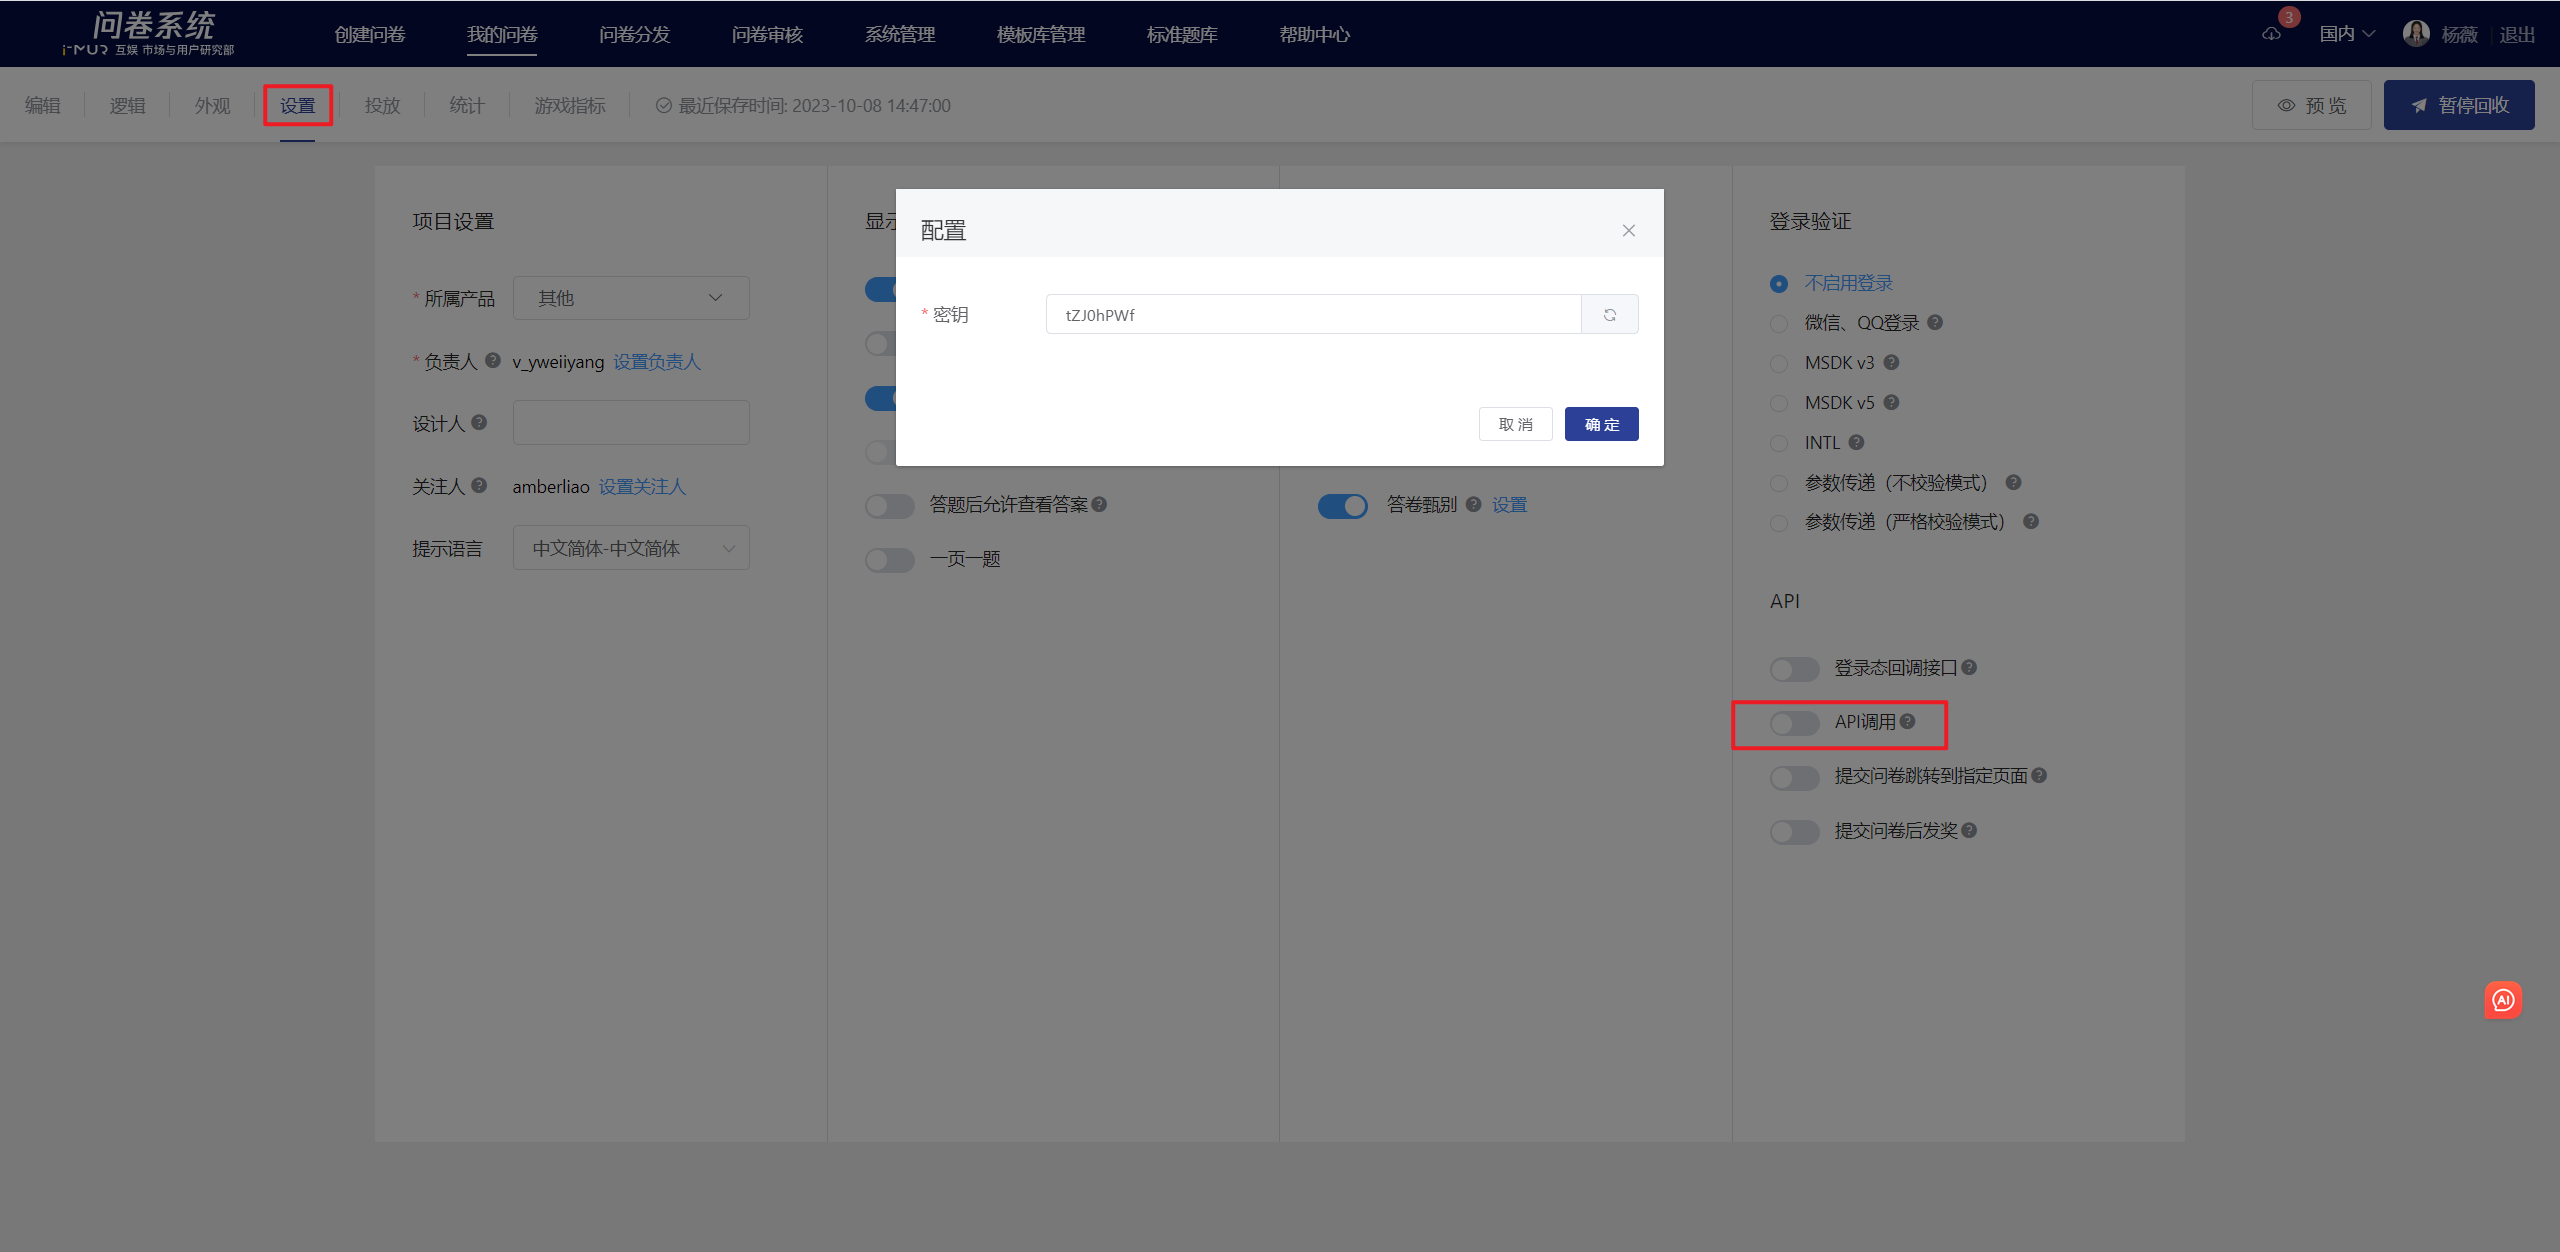 问卷系统
i-MUR 互娱 市场与用户研究部
创建问卷
我的问卷
问卷分发
问卷审核
系统管理
模板库管理
标准题库
帮助中心
3
国内
杨薇
退出
编辑
逻辑
外观
设置
投放
统计
游戏指标
最近保存时间: 2023-10-08 14:47:00
预 览
暂停回收
项目设置
* 所属产品 其他
* 负责人 ? v_yweiiyang 设置负责人
设计人 ?
关注人 ? amberliao 设置关注人
提示语言 中文简体-中文简体
配置
* 密钥 tZJ0hPWf
取 消
确 定
答题后允许查看答案 ?
一页一题
答卷甄别 ? 设置
登录验证
不启用登录
微信、QQ登录 ?
MSDK v3 ?
MSDK v5 ?
INTL ?
参数传递（不校验模式） ?
参数传递（严格校验模式） ?
API
登录态回调接口 ?
API调用 ?
提交问卷跳转到指定页面 ?
提交问卷后发奖 ?
AI